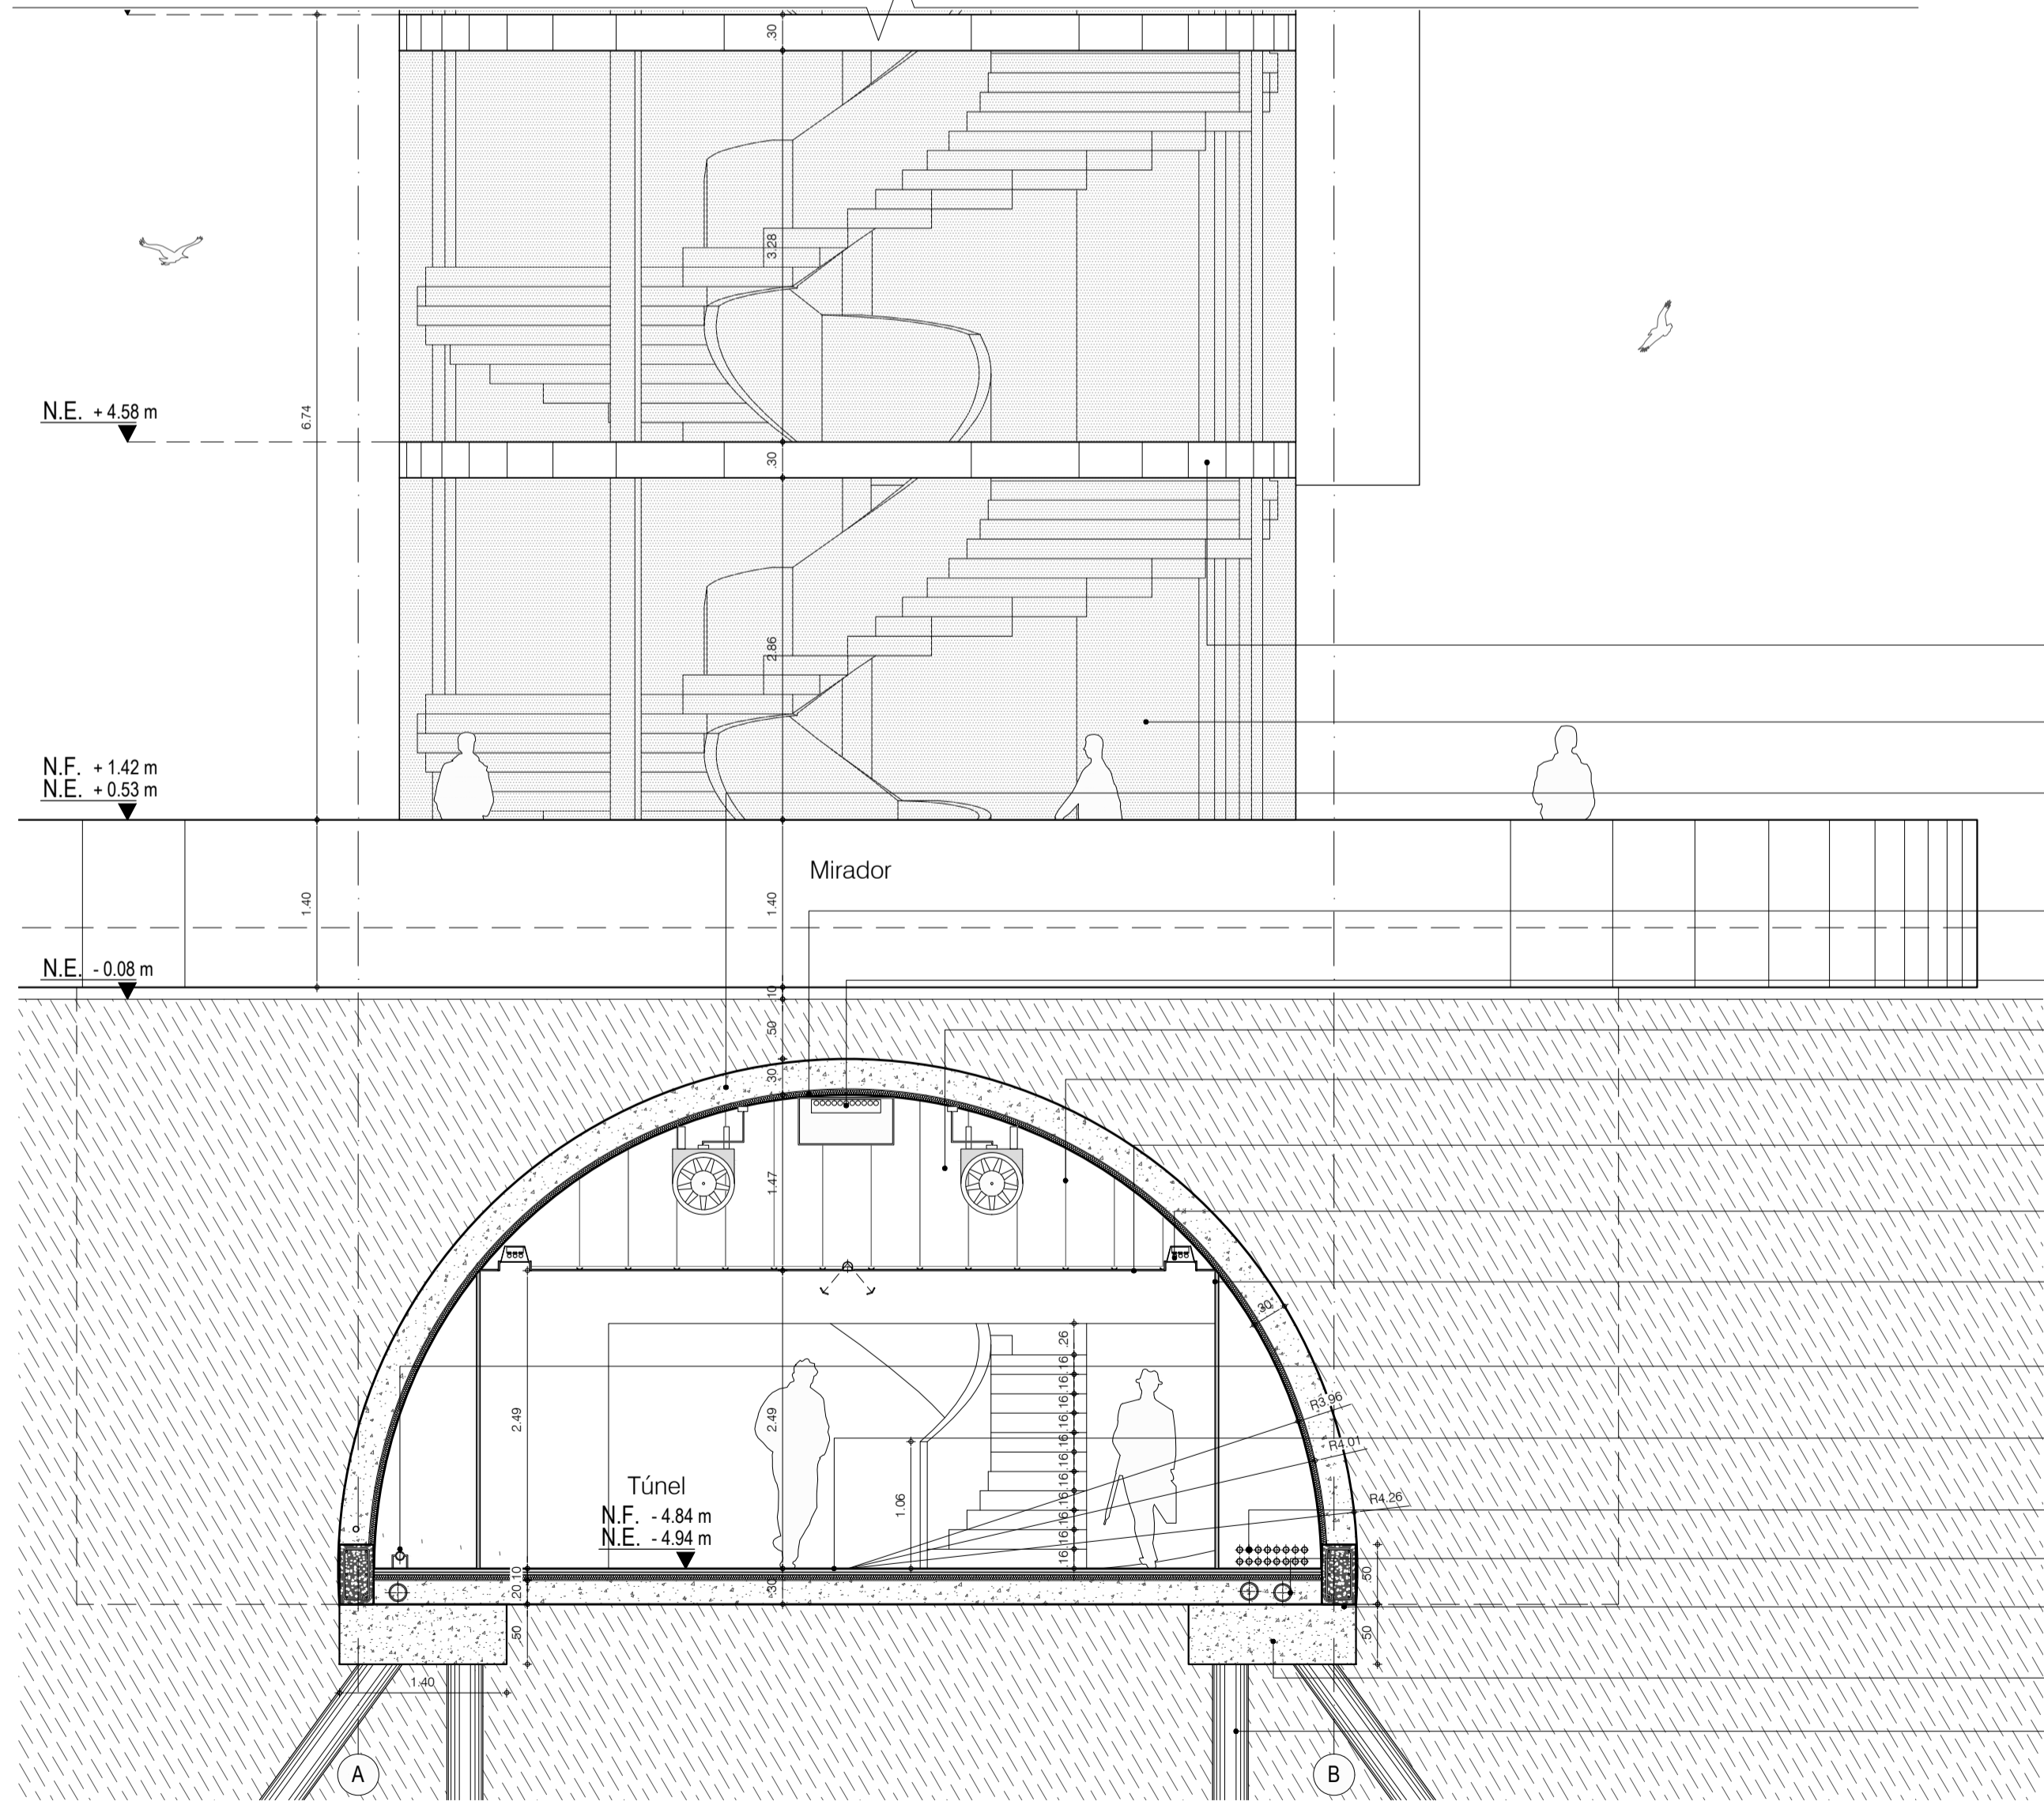 .30
3.28
N.E. + 4.58 m
6.74
.30
2.86
N.F. + 1.42 m
N.E. + 0.53 m
Mirador
1.40
1.40
N.E. - 0.08 m
.10
.50
.30
1.47
.30
.26
.16
.16
.16
.16
.16
.16
.16
.16
.16
.16
.16
R3.96
R4.01
R4.26
2.49
2.49
1.06
Túnel
N.F. - 4.84 m
N.E. - 4.94 m
.10
.20
.30
.50
.50
.50
1.40
A
B